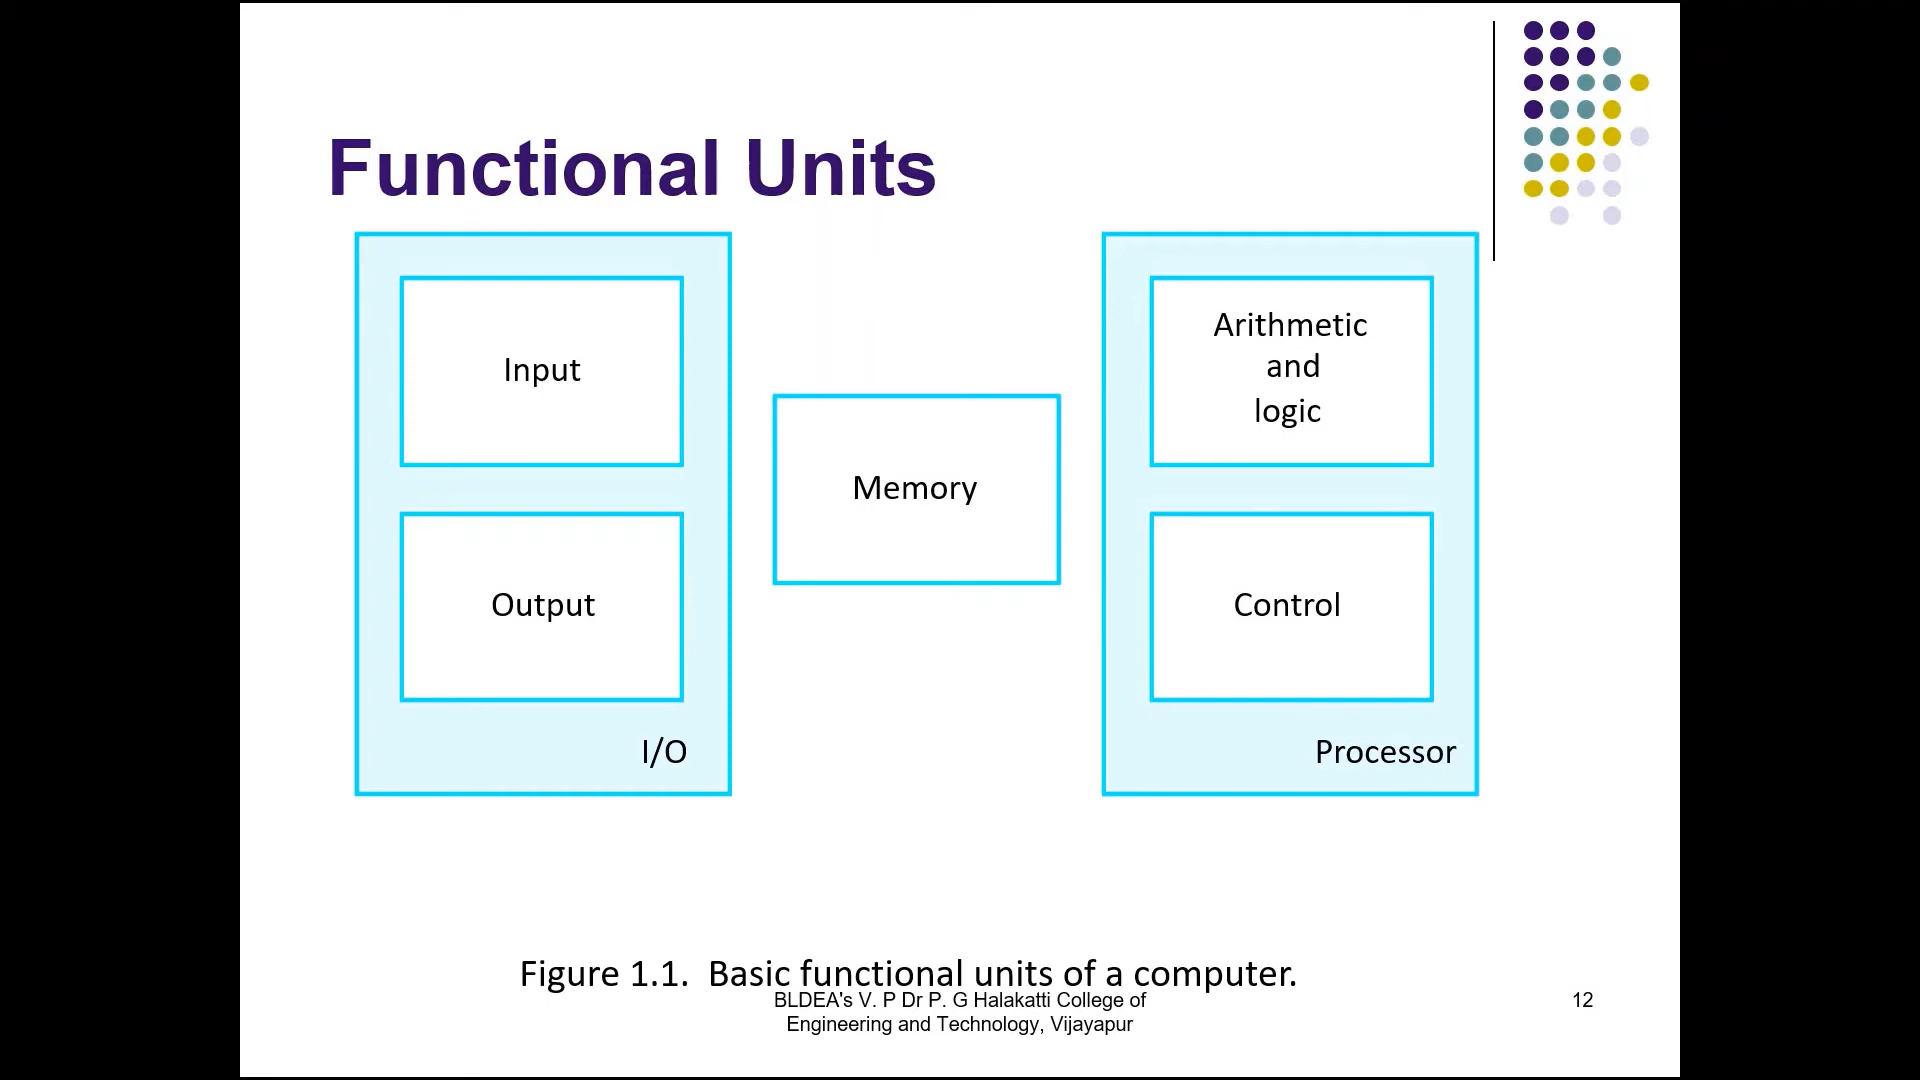 Functional Units
Input
Output
I/O
Memory
Arithmetic
and
logic
Control
Processor
Figure 1.1.  Basic functional units of a computer.
BLDEA's V. P Dr P. G Halakatti College of
Engineering and Technology, Vijayapur
12